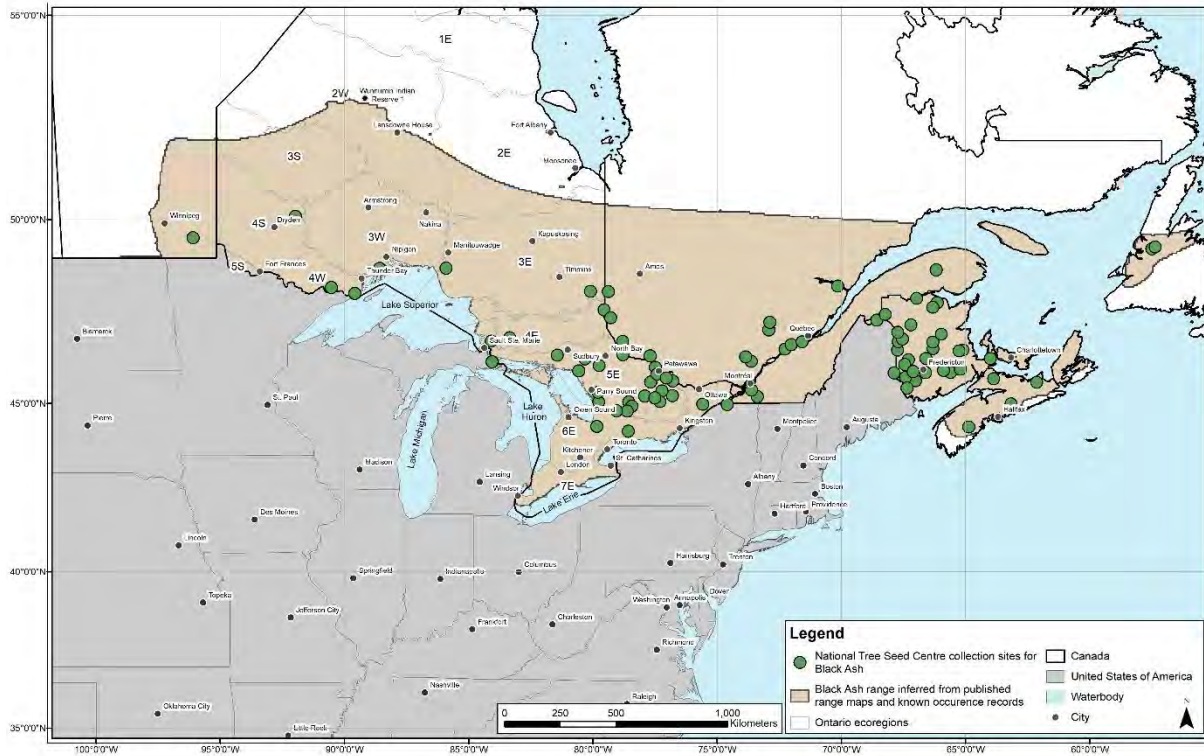 55°0'0"N
50°0'0"N
45°0'0"N
40°0'0"N
35°0'0"N
1E
2W
Wunnumin Indian
Reserve 1
Lansdowne House
Fort Albany
2E
Moosonee
3S
Winnipeg
4S
Dryden
Armstrong
Nakina
3W
Nipigon
Manitouwadge
Kapuskasing
3E
5S
Fort Frances
4W
Thunder Bay
Timmins
Amos
Lake Superior
Bismarck
4E
Sault Ste. Marie
Sudbury
North Bay
5E
Petawawa
Québec
Fredericton
Charlottetown
Parry Sound
Ottawa
Montréal
St. Paul
Pierre
Lake Huron
Owen Sound
Kingston
Montpelier
Augusta
Halifax
6E
Lake Michigan
Toronto
Kitchener
St. Catharines
London
Madison
Lansing
Windsor
7E
Lake Erie
Albany
Concord
Boston
Hartford
Providence
Des Moines
Lincoln
Harrisburg
Trenton
Springfield
Indianapolis
Columbus
Topeka
Jefferson City
Washington
Annapolis
Dover
Frankfort
Charleston
Richmond
Nashville
Raleigh
Oklahoma City
Little Rock
Legend
National Tree Seed Centre collection sites for
Black Ash
Black Ash range inferred from published
range maps and known occurence records
Ontario ecoregions
Canada
United States of America
Waterbody
City
N
0 250 500 1,000
Kilometers
100°0'0"W 95°0'0"W 90°0'0"W 85°0'0"W 80°0'0"W 75°0'0"W 70°0'0"W 65°0'0"W 60°0'0"W